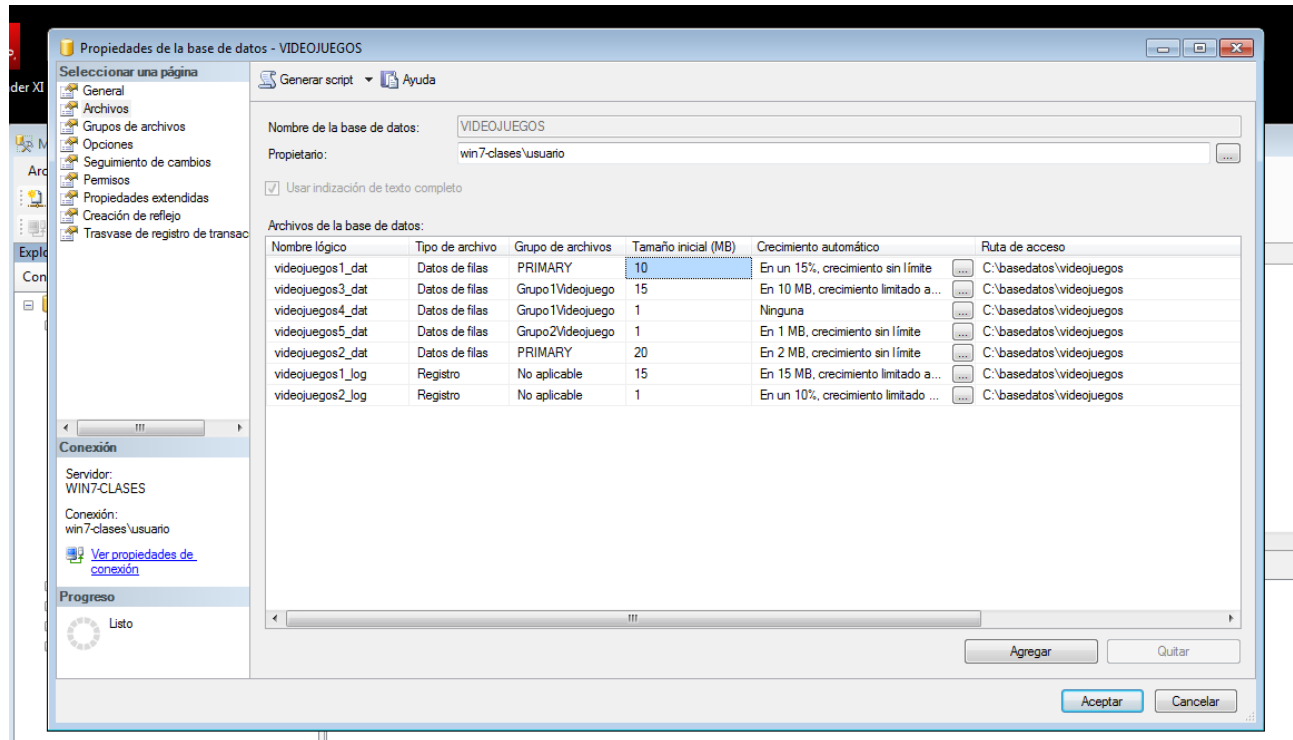 Propiedades de la base de datos - VIDEOJUEGOS
Seleccionar una página
General
Archivos
Grupos de archivos
Opciones
Seguimiento de cambios
Permisos
Propiedades extendidas
Creación de reflejo
Trasvase de registro de transac
Generar script Ayuda
Nombre de la base de datos: VIDEOJUEGOS
Propietario: win7-clases\usuario ...
Usar indización de texto completo
Archivos de la base de datos:
Nombre lógico Tipo de archivo Grupo de archivos Tamaño inicial (MB) Crecimiento automático Ruta de acceso
videojuegos1_dat Datos de filas PRIMARY 10 En un 15%, crecimiento sin límite ... C:\basedatos\videojuegos
videojuegos3_dat Datos de filas Grupo1Videojuego 15 En 10 MB, crecimiento limitado a... ... C:\basedatos\videojuegos
videojuegos4_dat Datos de filas Grupo1Videojuego 1 Ninguna ... C:\basedatos\videojuegos
videojuegos5_dat Datos de filas Grupo2Videojuego 1 En 1 MB, crecimiento sin límite ... C:\basedatos\videojuegos
videojuegos2_dat Datos de filas PRIMARY 20 En 2 MB, crecimiento sin límite ... C:\basedatos\videojuegos
videojuegos1_log Registro No aplicable 15 En 15 MB, crecimiento limitado a... ... C:\basedatos\videojuegos
videojuegos2_log Registro No aplicable 1 En un 10%, crecimiento limitado ... ... C:\basedatos\videojuegos
Conexión
Servidor:
WIN7-CLASES
Conexión:
win7-clases\usuario
Ver propiedades de
conexión
Progreso
Listo
Agregar Quitar
Aceptar Cancelar
der XI
M
Arc
Explo
Con